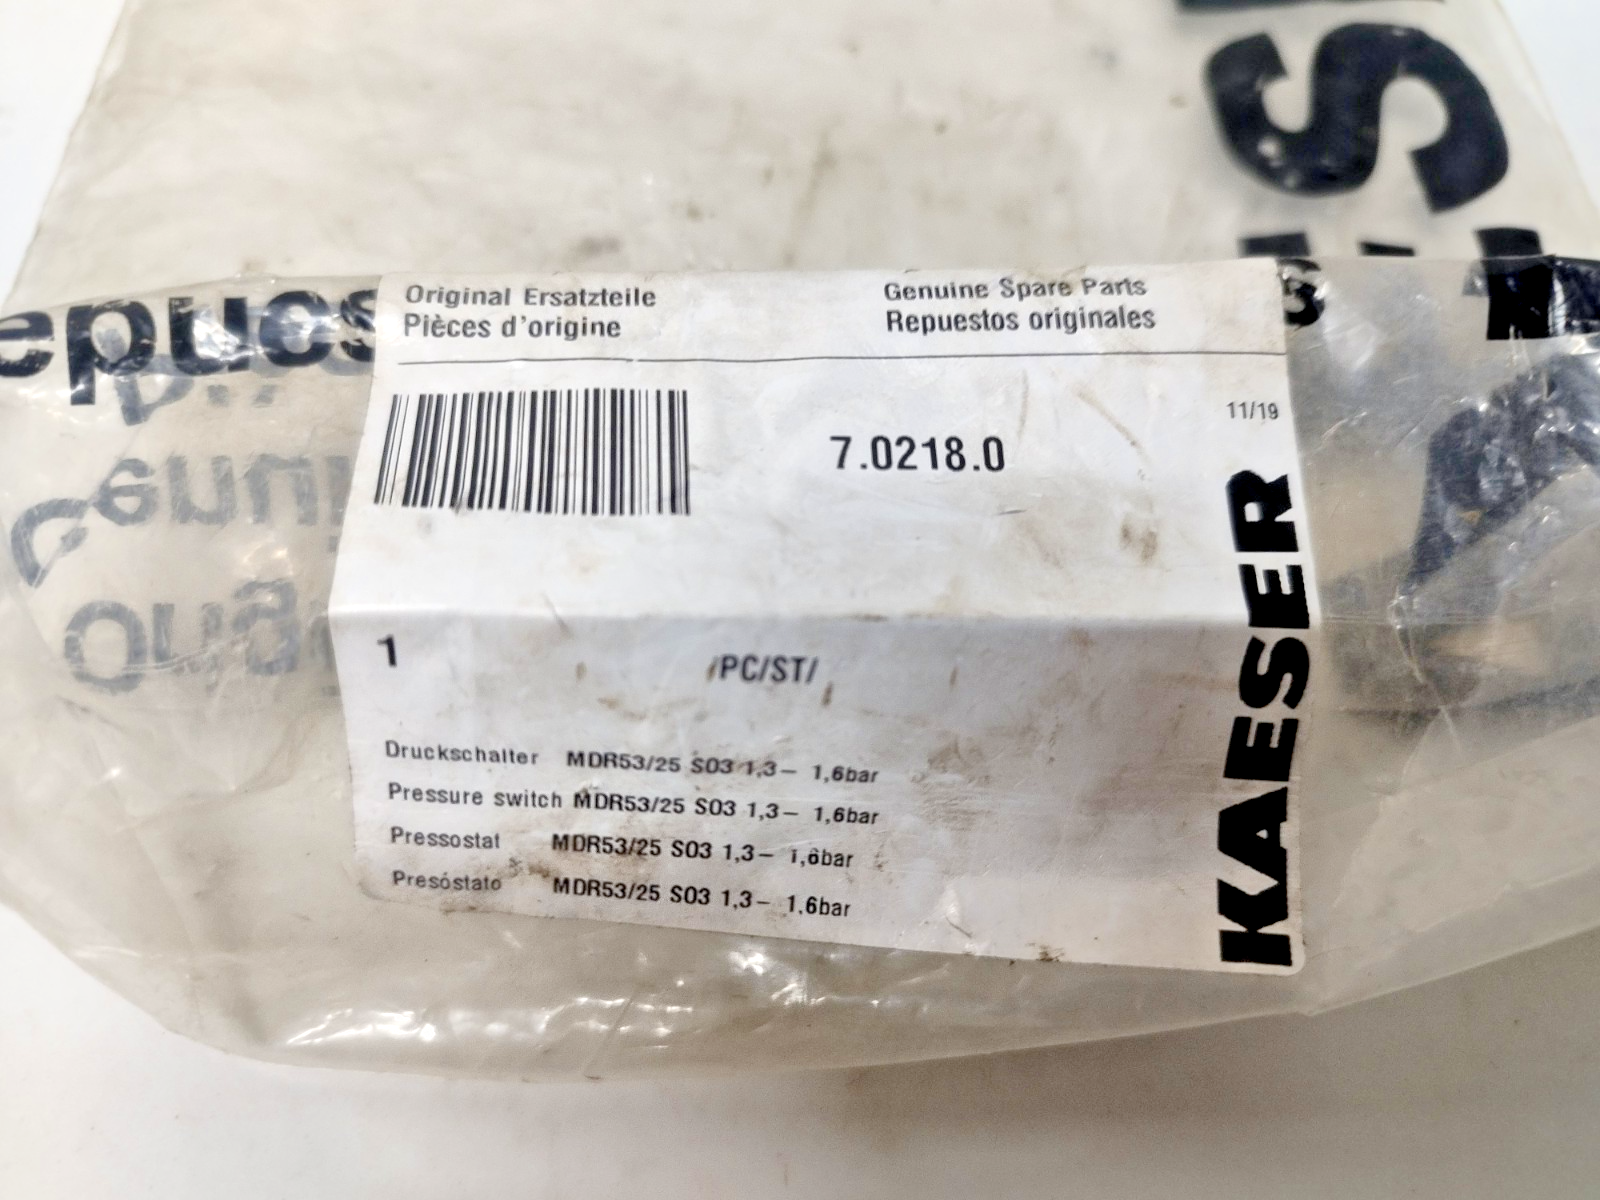 Original Ersatzteile
Pièces d'origine
Genuine Spare Parts
Repuestos originales
11/19
7.0218.0
KAESER
1
/PC/ST/
Druckschalter MDR53/25 S03 1,3– 1,6bar
Pressure switch MDR53/25 S03 1,3– 1,6bar
Pressostat MDR53/25 S03 1,3– 1,6bar
Presóstato MDR53/25 S03 1,3– 1,6bar